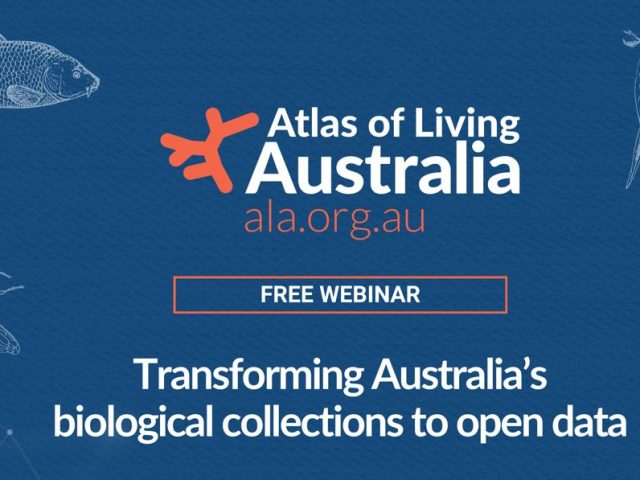 Atlas of Living
Australia
ala.org.au
FREE WEBINAR
Transforming Australia’s
biological collections to open data